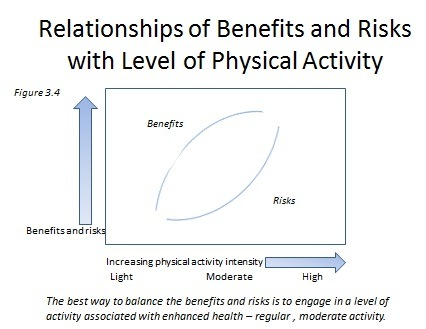 Relationships of Benefits and Risks
with Level of Physical Activity
Figure 3.4
Benefits
Risks
Benefits and risks
Increasing physical activity intensity
Light Moderate High
The best way to balance the benefits and risks is to engage in a level of
activity associated with enhanced health – regular , moderate activity.